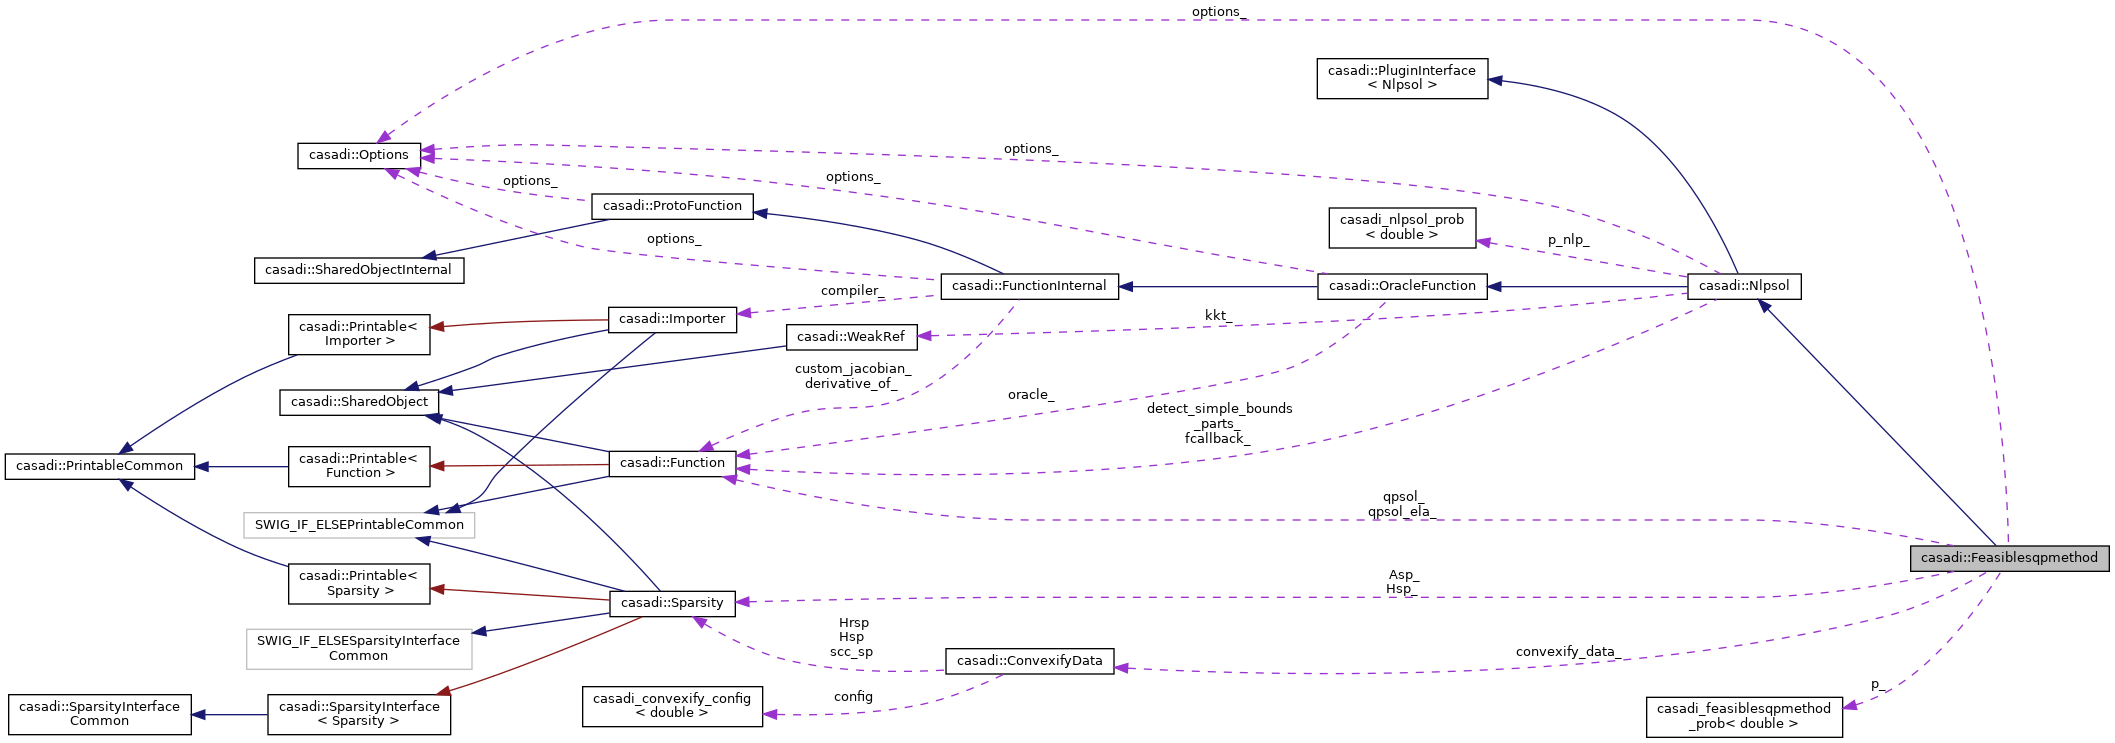 options_
casadi::PluginInterface
< Nlpsol >
casadi::Options
options_
options_
options_
casadi::ProtoFunction
casadi_nlpsol_prob
< double >
options_
p_nlp_
casadi::SharedObjectInternal
casadi::FunctionInternal
casadi::OracleFunction
casadi::Nlpsol
compiler_
casadi::Importer
casadi::Printable<
Importer >
kkt_
casadi::WeakRef
custom_jacobian_
derivative_of_
casadi::SharedObject
oracle_
detect_simple_bounds
_parts_
fcallback_
casadi::PrintableCommon
casadi::Printable<
Function >
casadi::Function
qpsol_
qpsol_ela_
SWIG_IF_ELSEPrintableCommon
casadi::Feasiblesqpmethod
casadi::Printable<
Sparsity >
Asp_
Hsp_
casadi::Sparsity
Hrsp
Hsp
scc_sp
SWIG_IF_ELSESparsityInterface
Common
convexify_data_
casadi::ConvexifyData
p_
config
casadi::SparsityInterface
Common
casadi::SparsityInterface
< Sparsity >
casadi_convexify_config
< double >
casadi_feasiblesqpmethod
_prob< double >